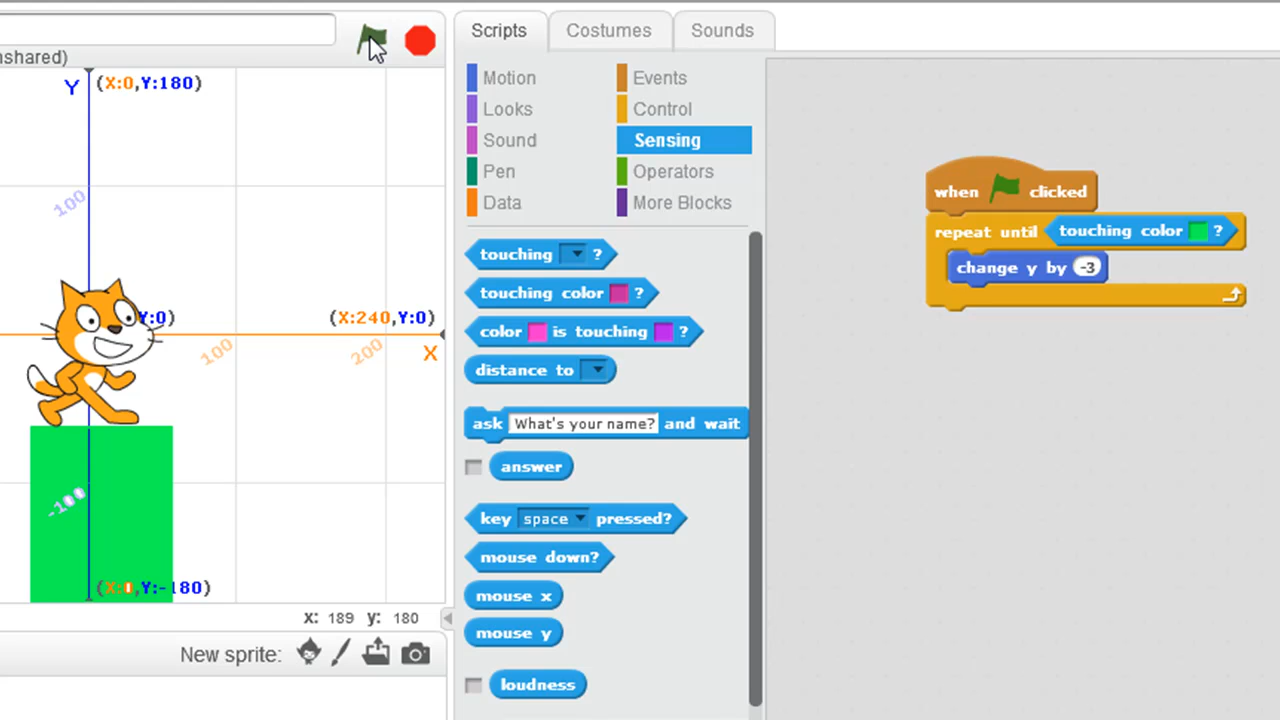 Scripts Costumes Sounds
nshared)
Y (X:0,Y:180)
Motion Events
Looks Control
Sound Sensing
Pen Operators
Data More Blocks
when clicked
repeat until touching color ?
change y by -3
100
Y:0) (X:240,Y:0)
100 200 X
-100
(X:0,Y:-180)
x: 189 y: 180
New sprite:
touching ?
touching color ?
color is touching ?
distance to
ask What's your name? and wait
answer
key space pressed?
mouse down?
mouse x
mouse y
loudness